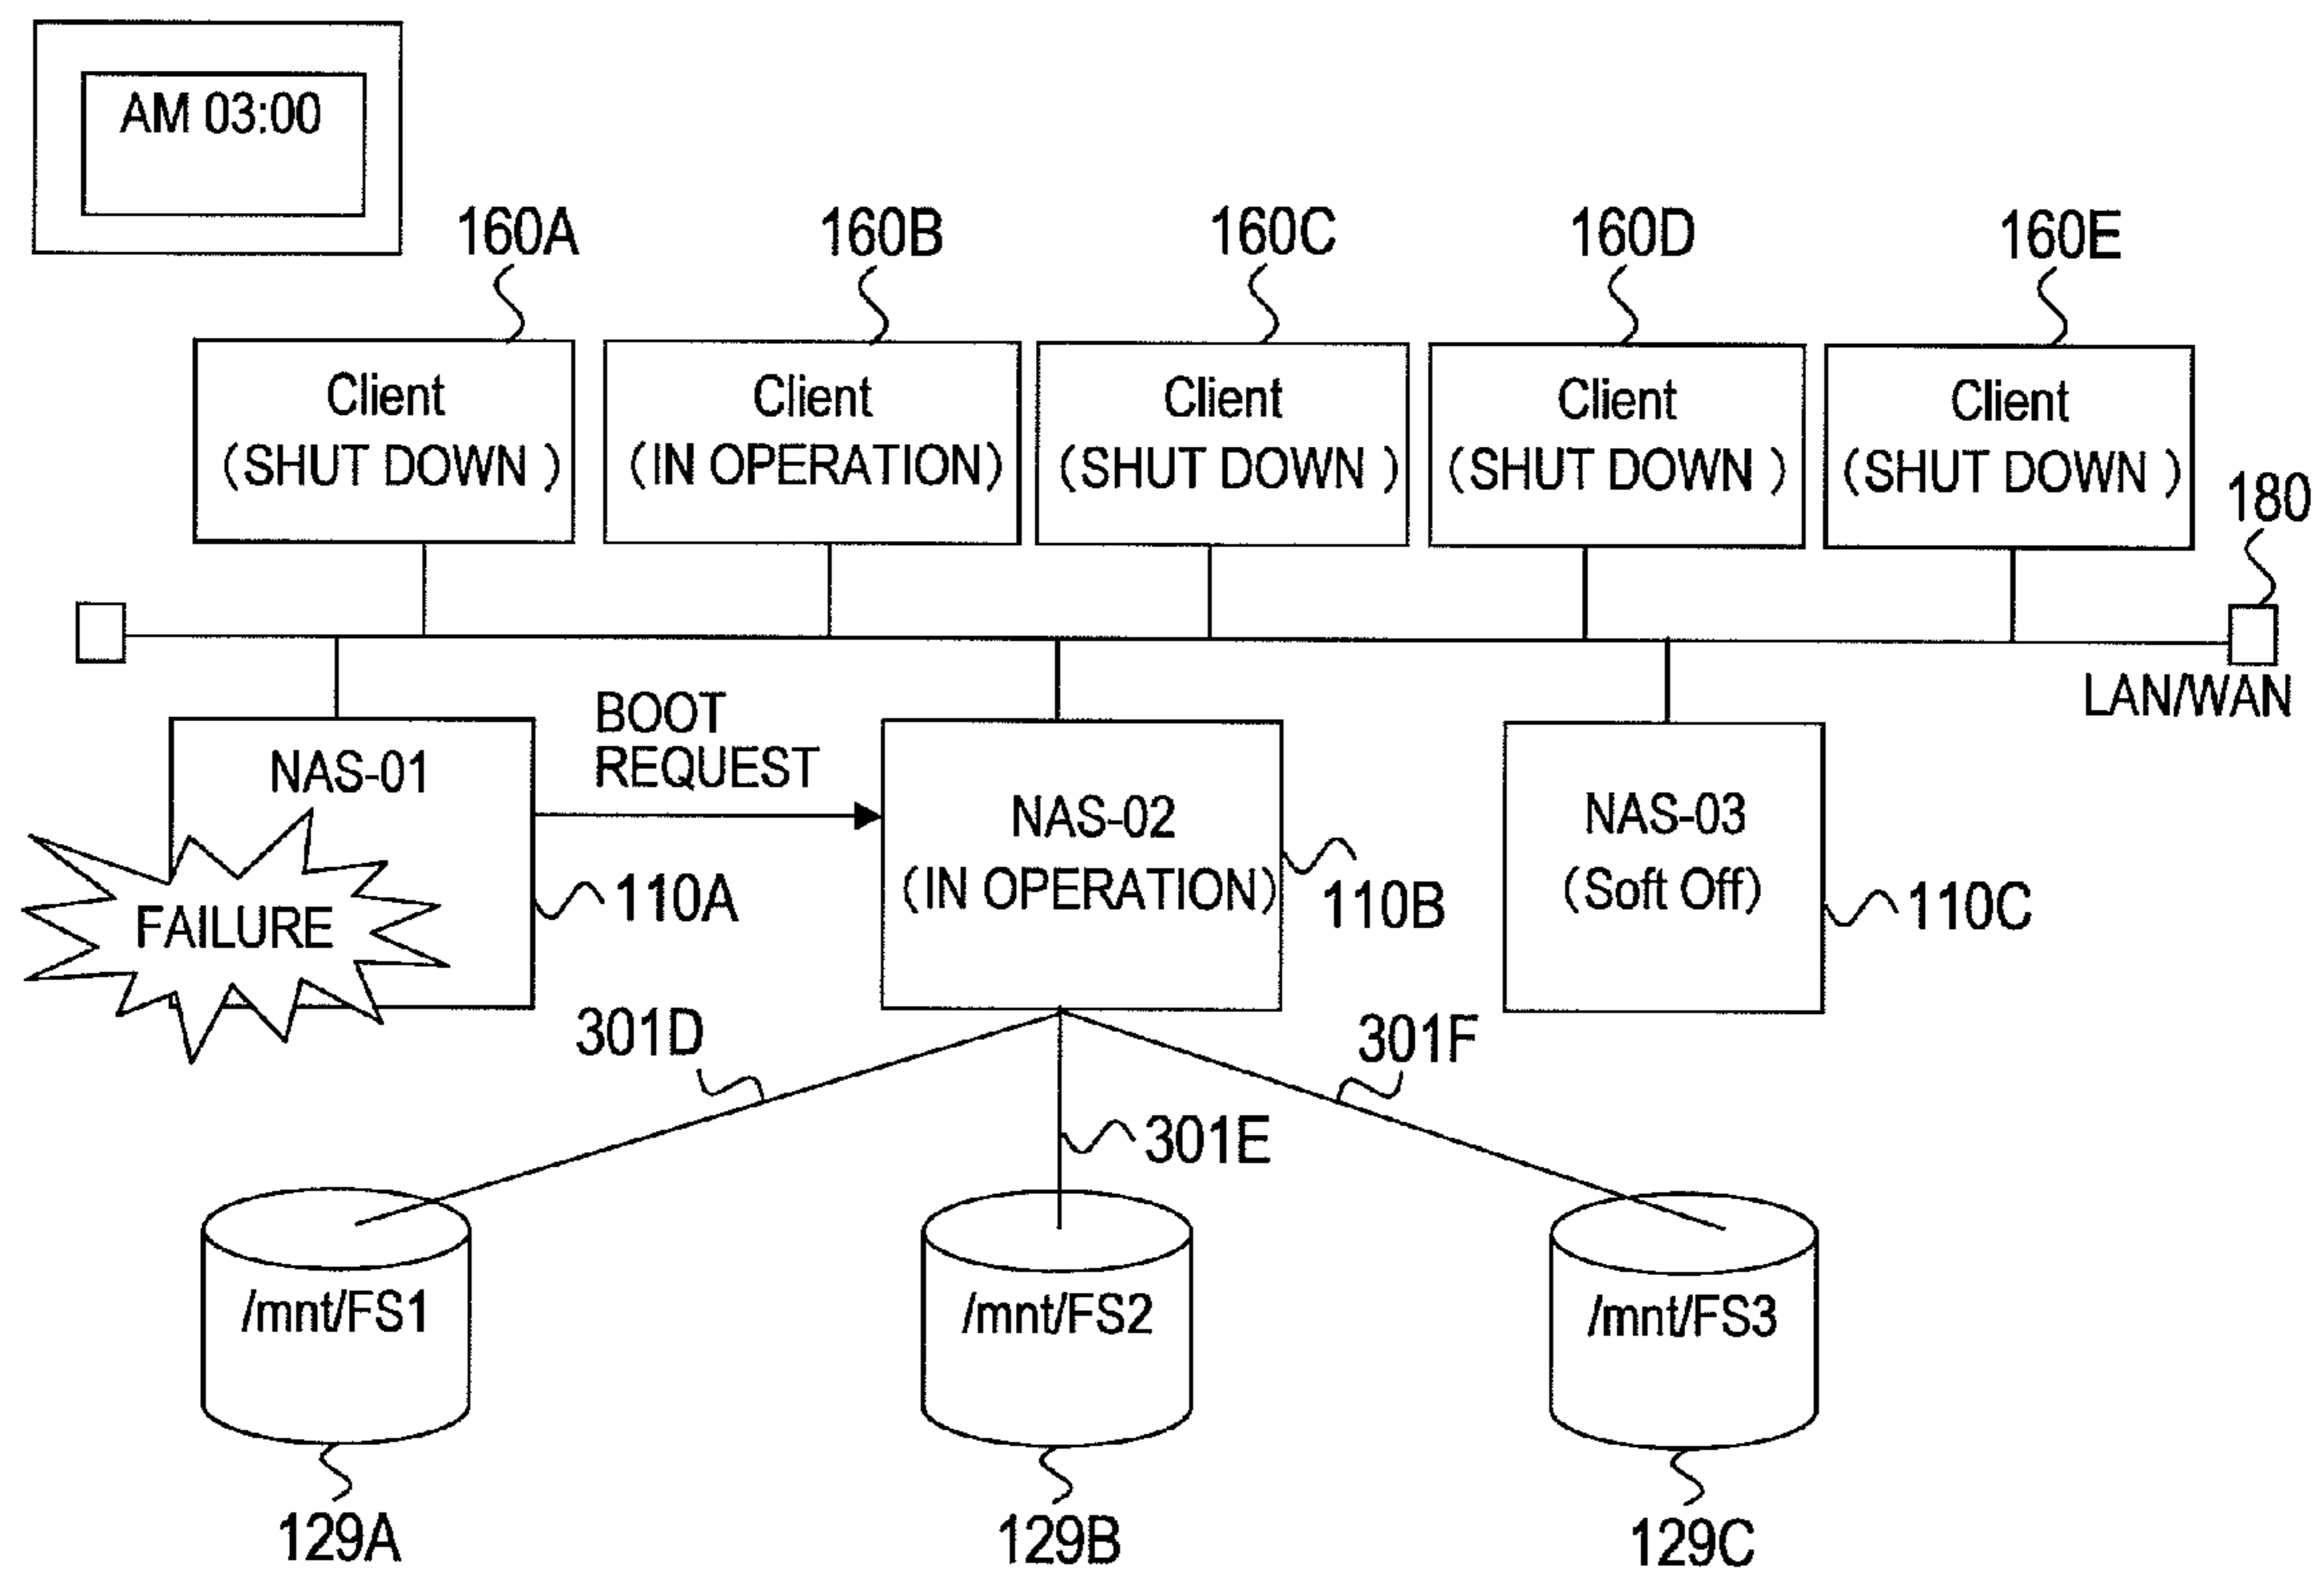 AM 03:00
160A
160B
160C
160D
160E
Client
(SHUT DOWN )
Client
(IN OPERATION)
Client
(SHUT DOWN )
Client
(SHUT DOWN )
Client
(SHUT DOWN )
180
LAN/WAN
NAS-01
FAILURE
110A
BOOT
REQUEST
NAS-02
(IN OPERATION)
110B
NAS-03
(Soft Off)
110C
301D
301E
301F
/mnt/FS1
/mnt/FS2
/mnt/FS3
129A
129B
129C